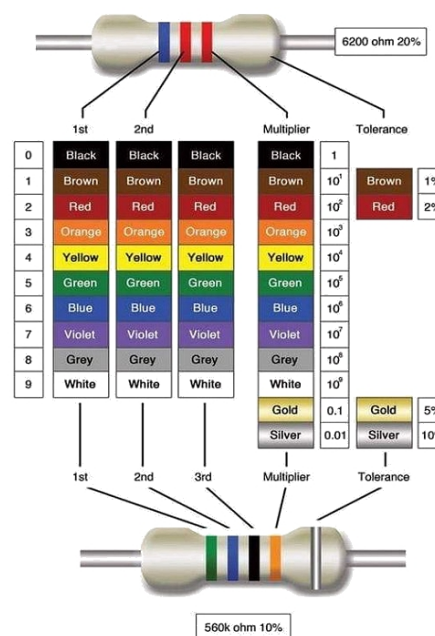 6200 ohm 20%
1st 2nd Multiplier Tolerance
0 Black Black Black Black 1
1 Brown Brown Brown Brown 10¹ Brown 1%
2 Red Red Red Red 10² Red 2%
3 Orange Orange Orange Orange 10³
4 Yellow Yellow Yellow Yellow 10⁴
5 Green Green Green Green 10⁵
6 Blue Blue Blue Blue 10⁶
7 Violet Violet Violet Violet 10⁷
8 Grey Grey Grey Grey 10⁸
9 White White White White 10⁹
Gold 0.1 Gold 5%
Silver 0.01 Silver 10%
1st 2nd 3rd Multiplier Tolerance
560k ohm 10%